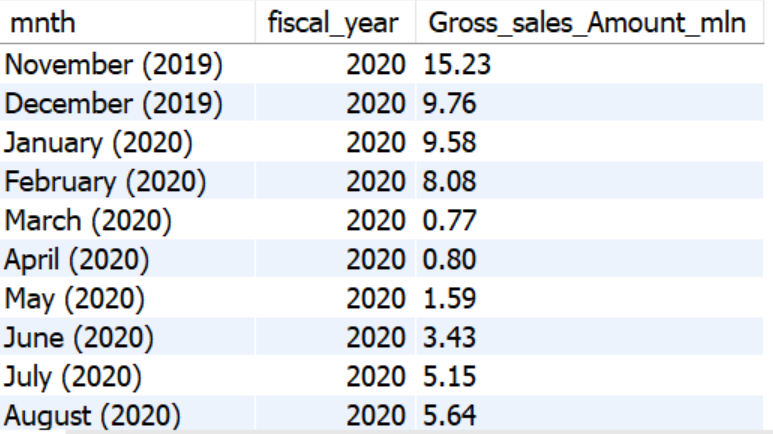 mnth fiscal_year Gross_sales_Amount_mln
November (2019) 2020 15.23
December (2019) 2020 9.76
January (2020) 2020 9.58
February (2020) 2020 8.08
March (2020) 2020 0.77
April (2020) 2020 0.80
May (2020) 2020 1.59
June (2020) 2020 3.43
July (2020) 2020 5.15
August (2020) 2020 5.64